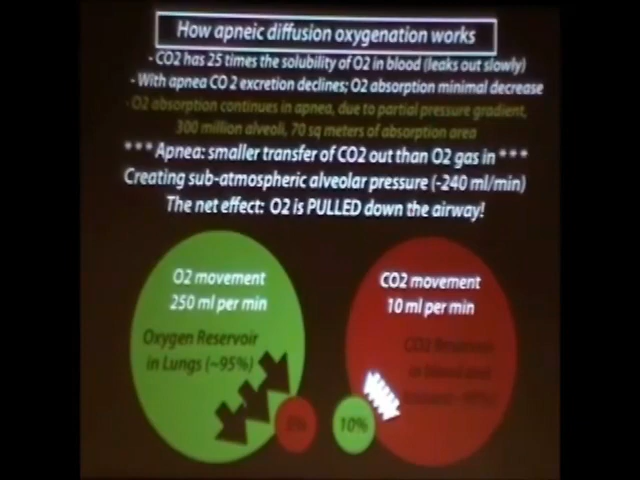 How apneic diffusion oxygenation works
- CO2 has 25 times the solubility of O2 in blood (leaks out slowly)
- With apnea CO 2 excretion declines; O2 absorption minimal decrease
- O2 absorption continues in apnea, due to partial pressure gradient,
300 million alveoli, 70 sq meters of absorption area
*** Apnea: smaller transfer of CO2 out than O2 gas in ***
Creating sub-atmospheric alveolar pressure (-240 ml/min)
The net effect: O2 is PULLED down the airway!
O2 movement
250 ml per min
Oxygen Reservoir
in Lungs (~95%)
CO2 movement
10 ml per min
CO2 Reservoir
5%
10%